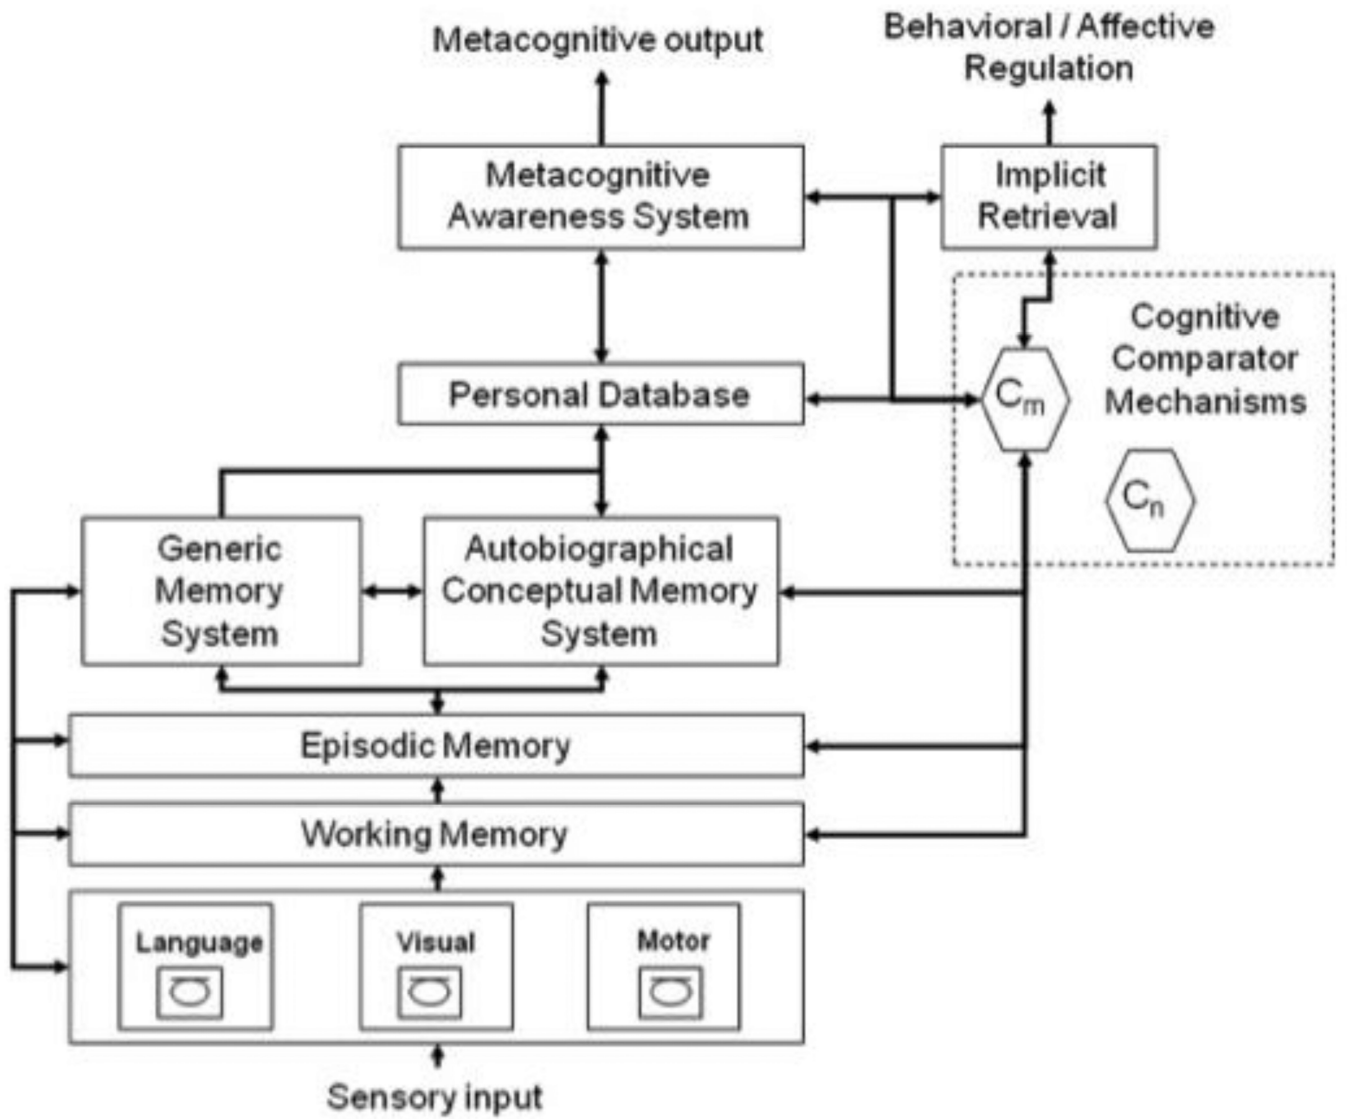 Metacognitive output
Behavioral / Affective
Regulation
Metacognitive
Awareness System
Implicit
Retrieval
Cognitive
Comparator
Mechanisms
Personal Database
Cm
Cn
Generic
Memory
System
Autobiographical
Conceptual Memory
System
Episodic Memory
Working Memory
Language
Visual
Motor
Sensory input